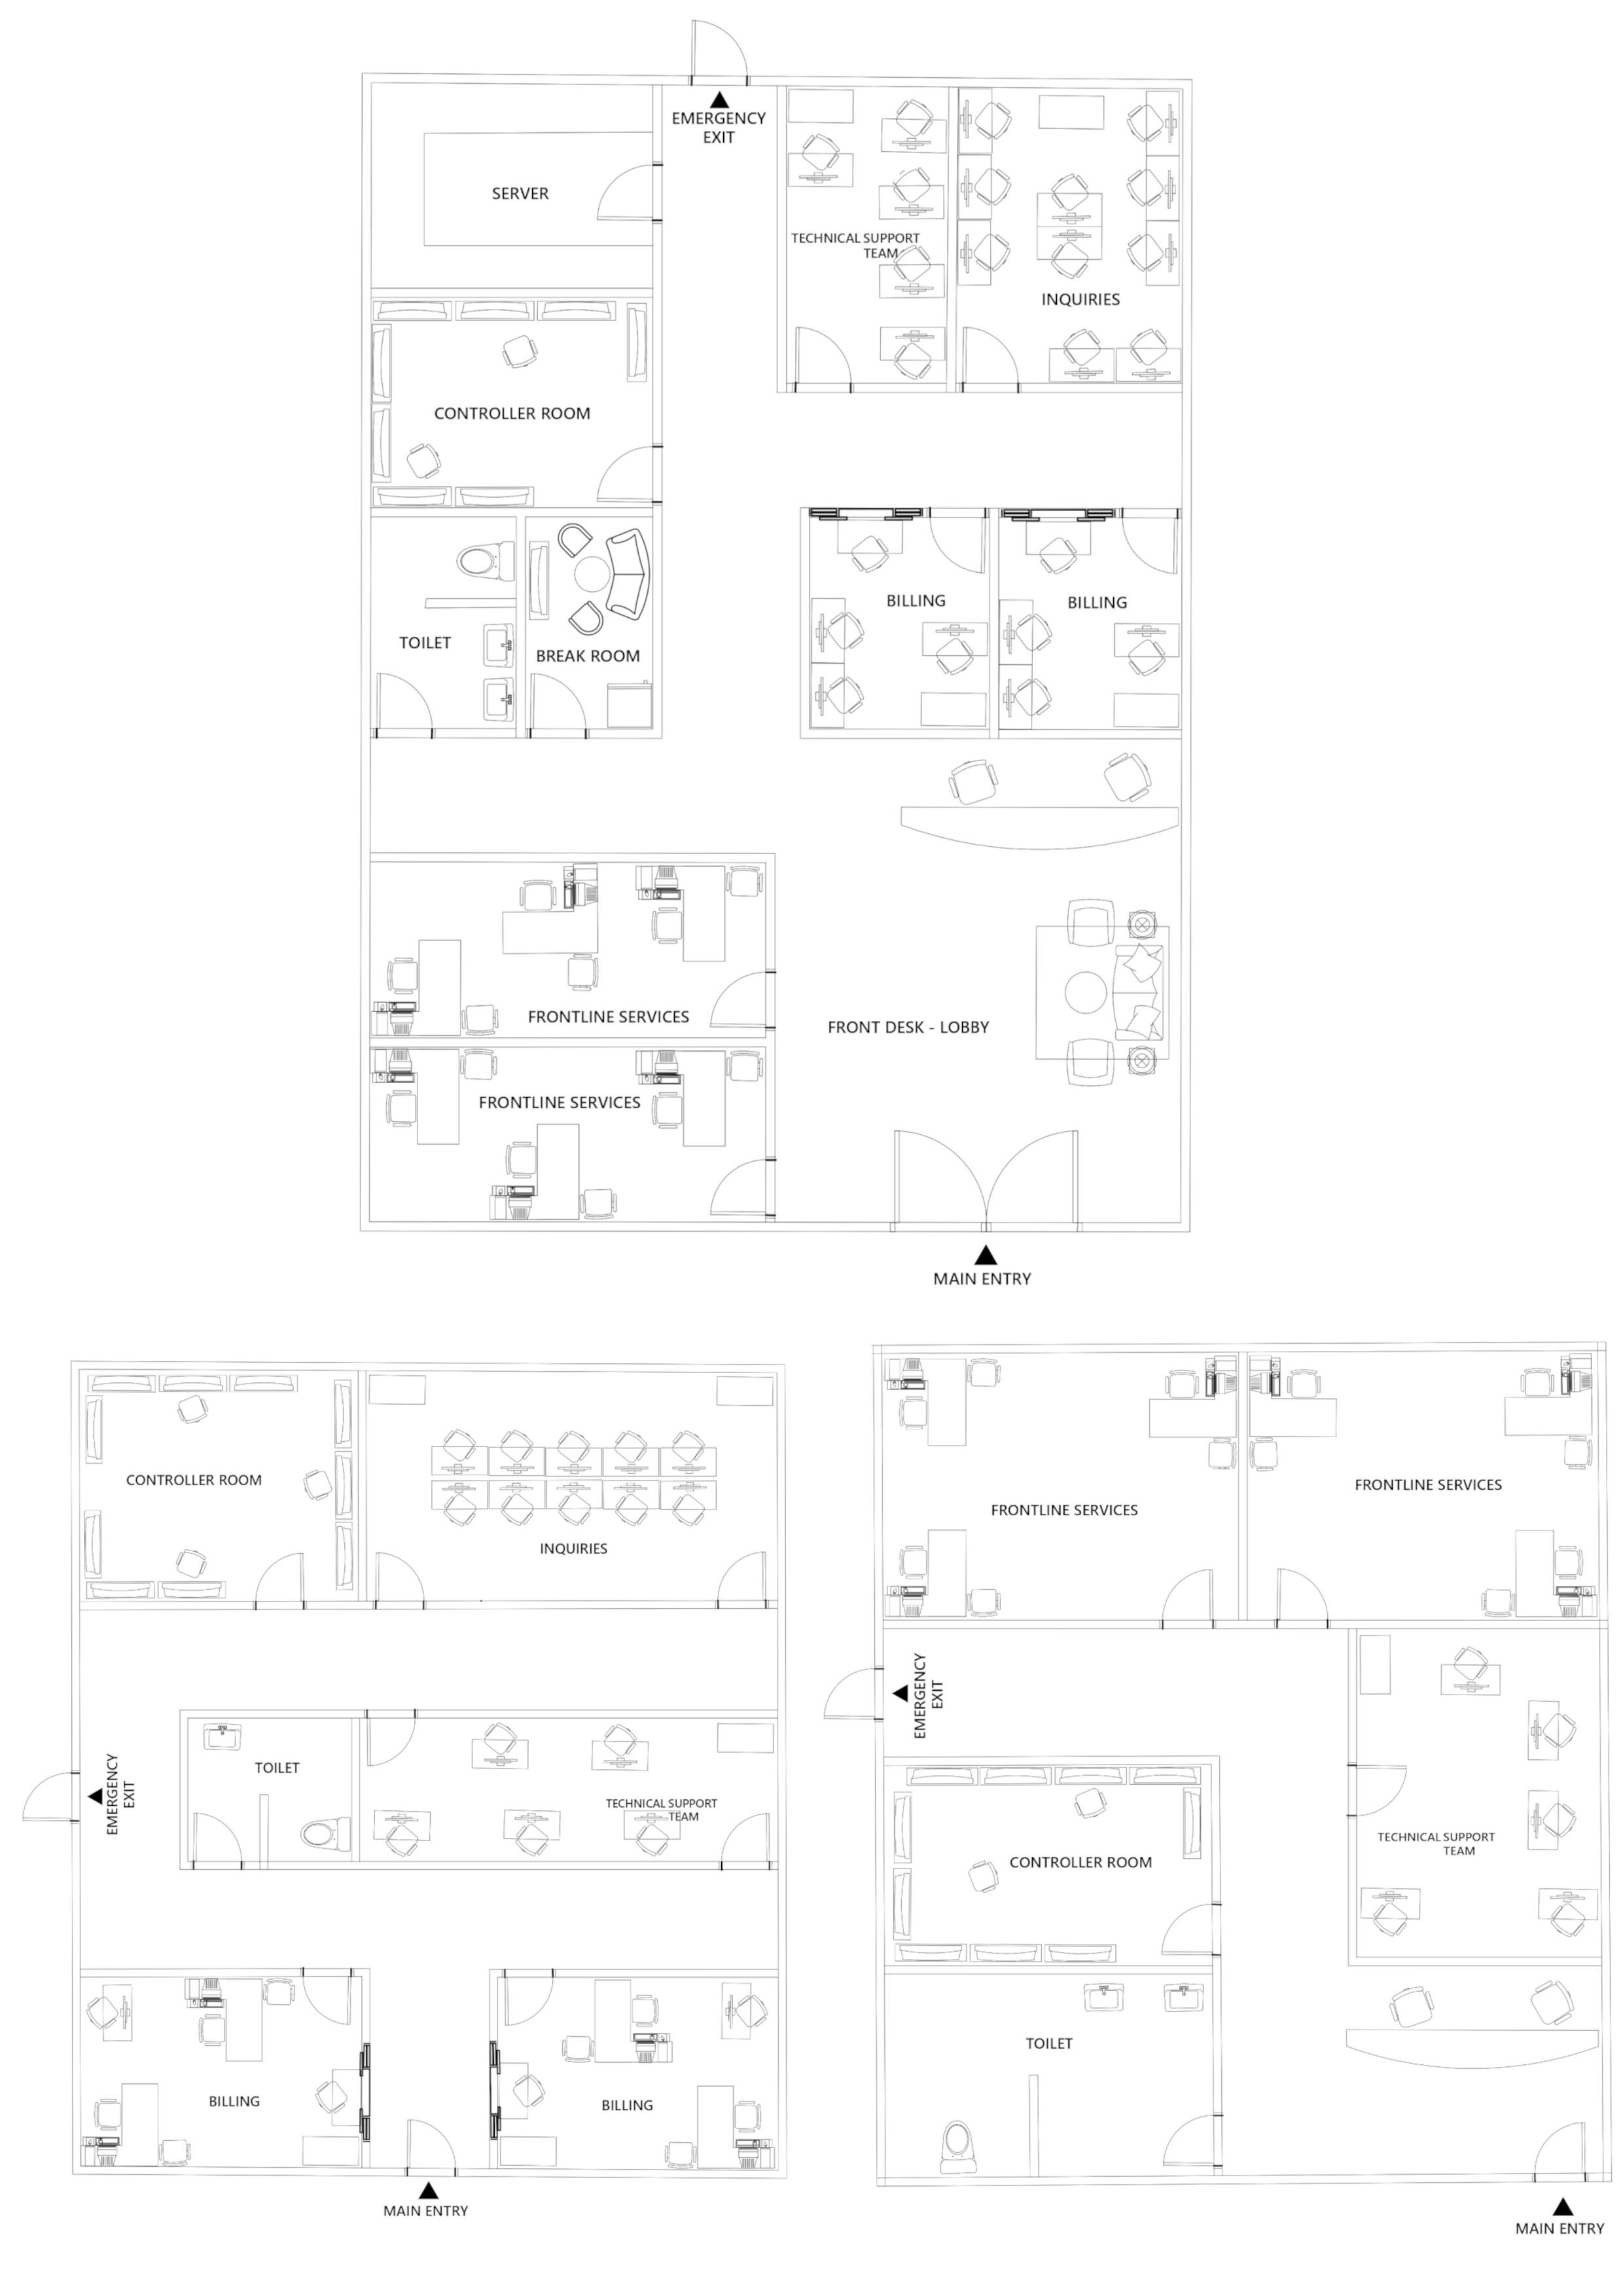 EMERGENCY
EXIT
SERVER
TECHNICAL SUPPORT
TEAM
INQUIRIES
CONTROLLER ROOM
BILLING
BILLING
TOILET
BREAK ROOM
FRONTLINE SERVICES
FRONT DESK - LOBBY
FRONTLINE SERVICES
MAIN ENTRY
CONTROLLER ROOM
INQUIRIES
TOILET
EMERGENCY
EXIT
TECHNICAL SUPPORT
TEAM
BILLING
BILLING
MAIN ENTRY
FRONTLINE SERVICES
FRONTLINE SERVICES
EMERGENCY
EXIT
TECHNICAL SUPPORT
TEAM
CONTROLLER ROOM
TOILET
MAIN ENTRY